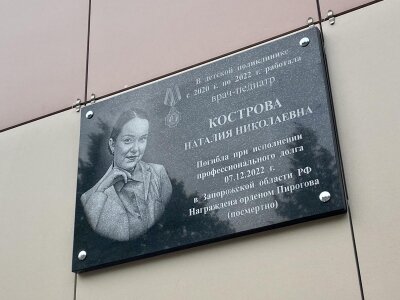 В детской поликлинике
с 2020 г. по 2022 г. работала
врач-педиатр
КОСТРОВА
НАТАЛИЯ НИКОЛАЕВНА
Погибла при исполнении
профессионального долга
07.12.2022 г.
в Запорожской области РФ
Награждена орденом Пирогова
(посмертно)